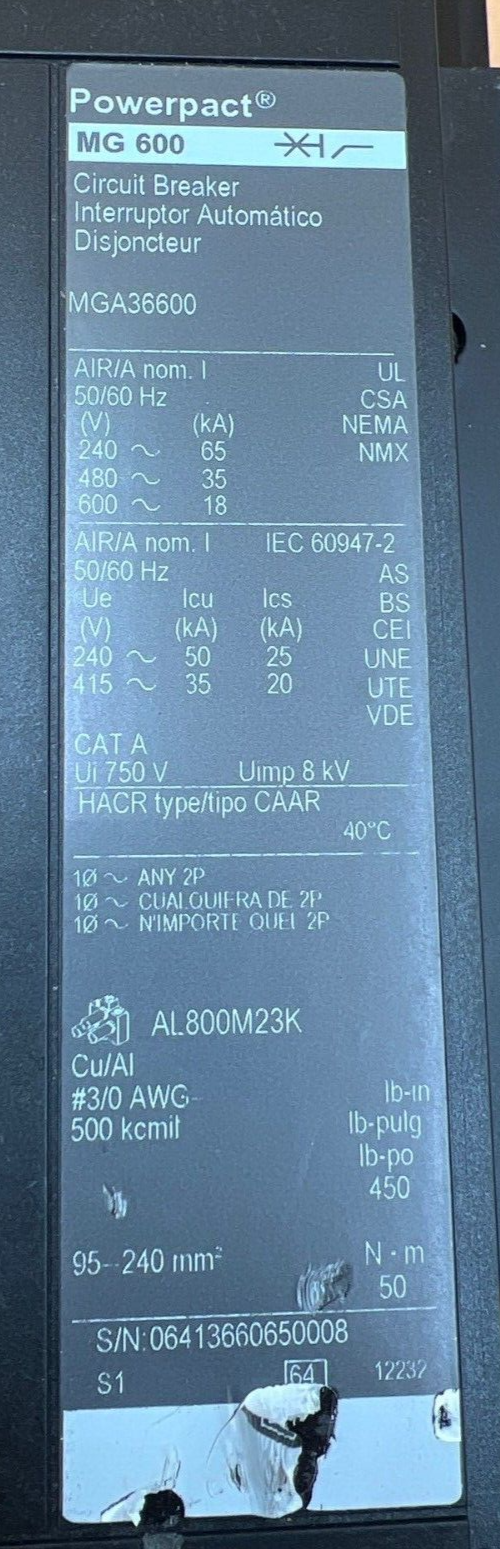 Powerpact®
MG 600
Circuit Breaker
Interruptor Automático
Disjoncteur
MGA36600
AIR/A nom. I UL
50/60 Hz CSA
(V) (kA) NEMA
240 ~ 65 NMX
480 ~ 35
600 ~ 18
AIR/A nom. I IEC 60947-2
50/60 Hz AS
Ue Icu Ics BS
(V) (kA) (kA) CEI
240 ~ 50 25 UNE
415 ~ 35 20 UTE
VDE
CAT A
Ui 750 V Uimp 8 kV
HACR type/tipo CAAR
40°C
1Ø ~ ANY 2P
1Ø ~ CUALQUIERA DE 2P
1Ø ~ N'IMPORTE QUEL 2P
AL800M23K
Cu/Al
#3/0 AWG- lb-in
500 kcmil lb-pulg
lb-po
450
95--240 mm² N · m
50
S/N:06413660650008
S1 64 12232